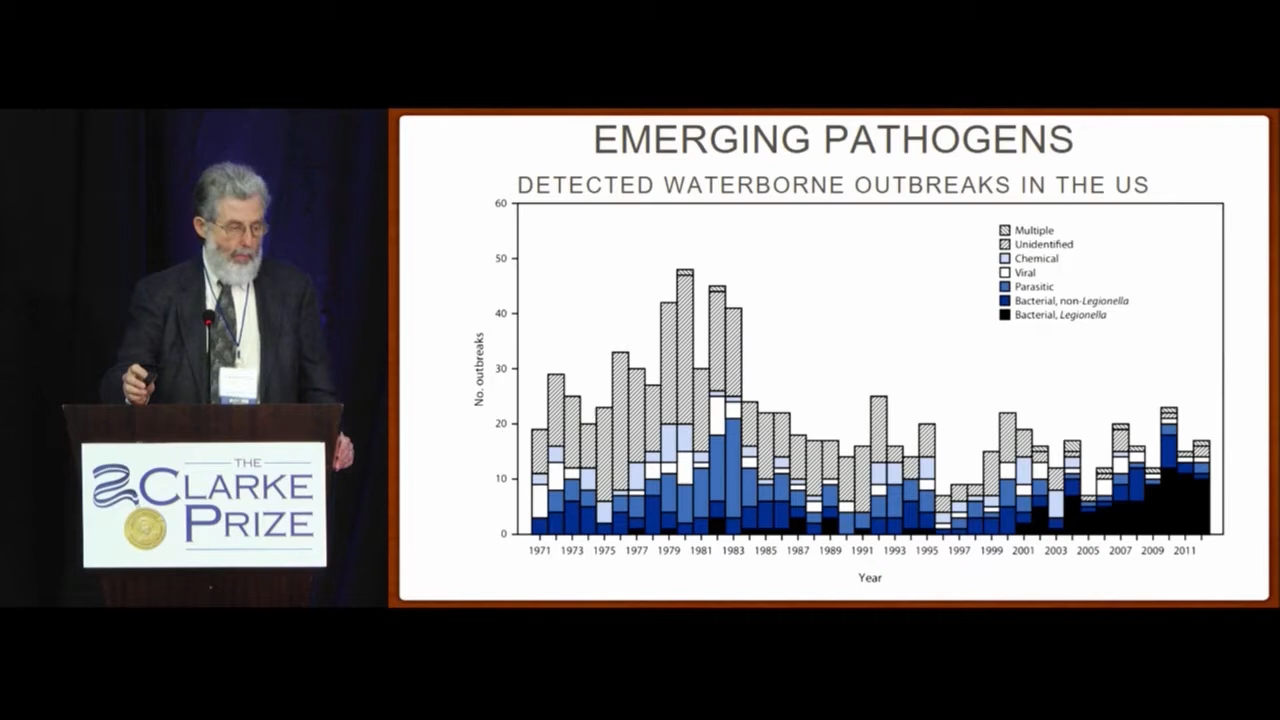 THE
CLARKE
PRIZE
EMERGING PATHOGENS
DETECTED WATERBORNE OUTBREAKS IN THE US
60
50
40
30
20
10
0
No. outbreaks
Multiple
Unidentified
Chemical
Viral
Parasitic
Bacterial, non-Legionella
Bacterial, Legionella
1971 1973 1975 1977 1979 1981 1983 1985 1987 1989 1991 1993 1995 1997 1999 2001 2003 2005 2007 2009 2011
Year